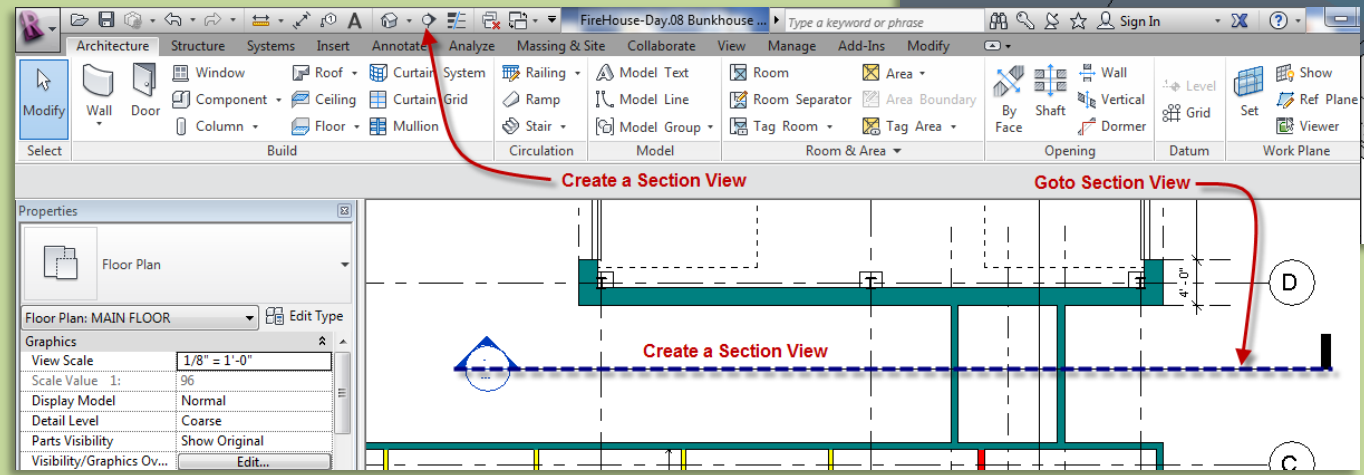 FireHouse-Day.08 Bunkhouse ... Type a keyword or phrase Sign In
Architecture Structure Systems Insert Annotate Analyze Massing & Site Collaborate View Manage Add-Ins Modify
Modify
Wall
Door
Window
Component
Column
Roof
Ceiling
Floor
Curtain System
Curtain Grid
Mullion
Railing
Ramp
Stair
Model Text
Model Line
Model Group
Room
Room Separator
Tag Room
Area
Area Boundary
Tag Area
By Face
Shaft
Wall
Vertical
Dormer
Level
Grid
Set
Show
Ref Plane
Viewer
Select Build Circulation Model Room & Area Opening Datum Work Plane
Create a Section View
Goto Section View
Properties
Floor Plan
Floor Plan: MAIN FLOOR Edit Type
Graphics
View Scale 1/8" = 1'-0"
Scale Value 1: 96
Display Model Normal
Detail Level Coarse
Parts Visibility Show Original
Visibility/Graphics Ov... Edit...
4' - 0"
D
Create a Section View
C